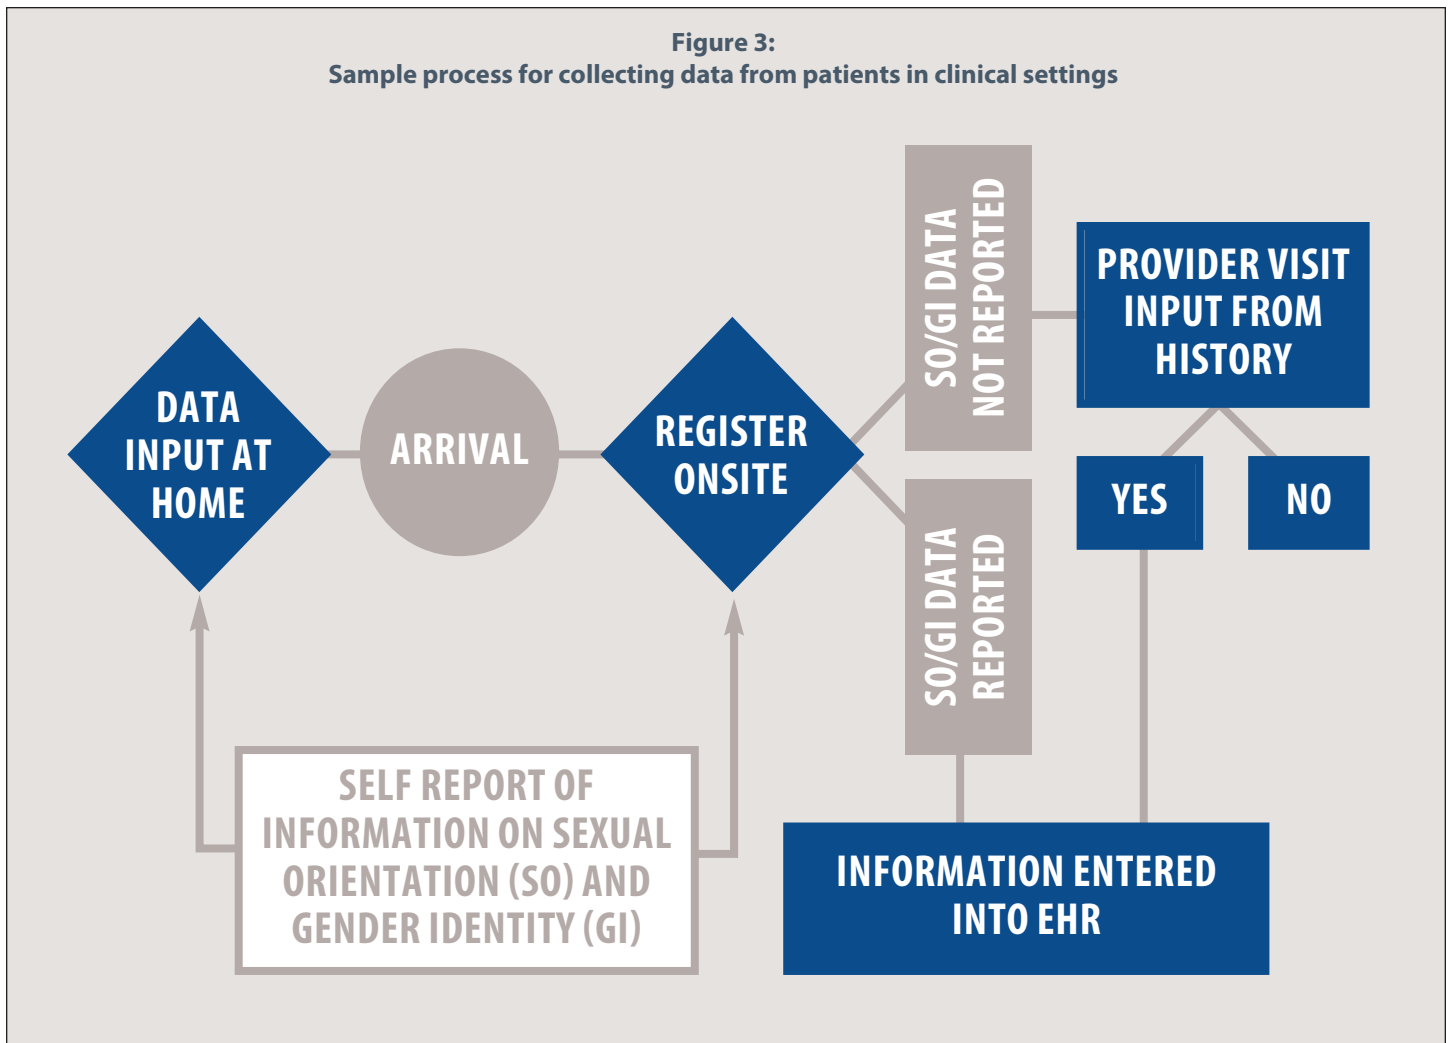 Figure 3:
Sample process for collecting data from patients in clinical settings
DATA
INPUT AT
HOME
ARRIVAL
REGISTER
ONSITE
SO/GI DATA
NOT REPORTED
SO/GI DATA
REPORTED
PROVIDER VISIT
INPUT FROM
HISTORY
YES
NO
SELF REPORT OF
INFORMATION ON SEXUAL
ORIENTATION (SO) AND
GENDER IDENTITY (GI)
INFORMATION ENTERED
INTO EHR